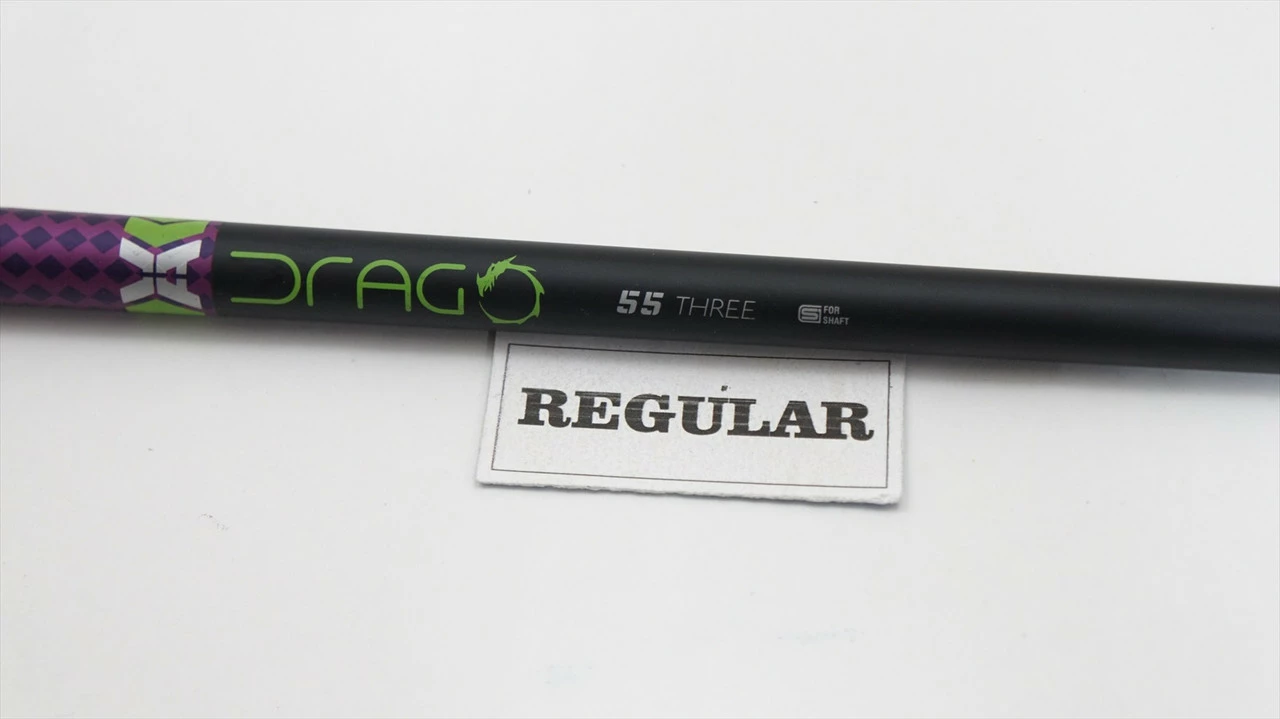 DrAGO 55 THREE S FOR SHAFT
REGULAR